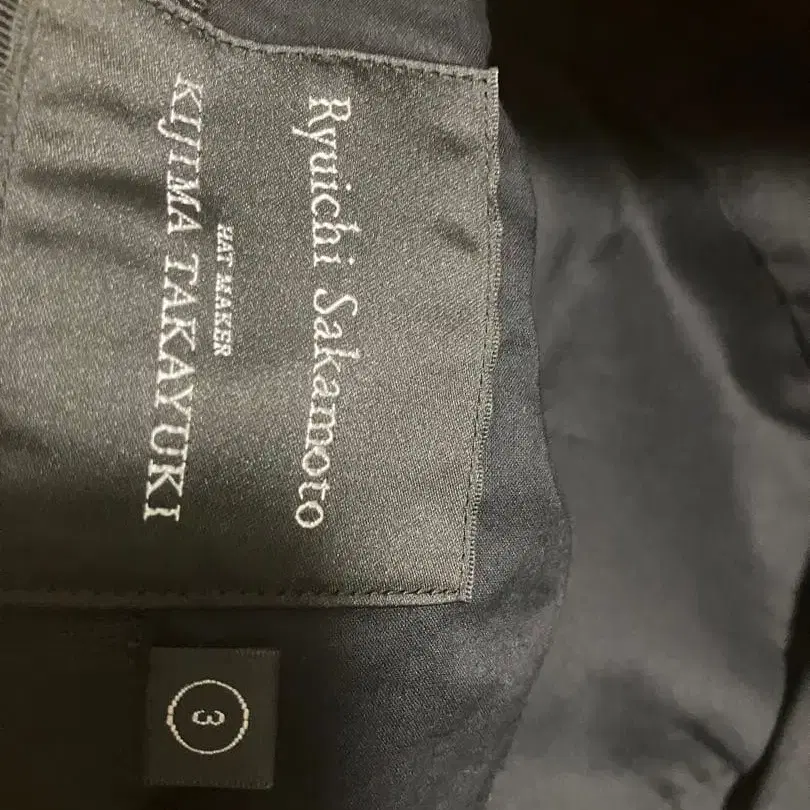 Ryuichi Sakamoto
HAT MAKER
KIJIMA TAKAYUKI
3